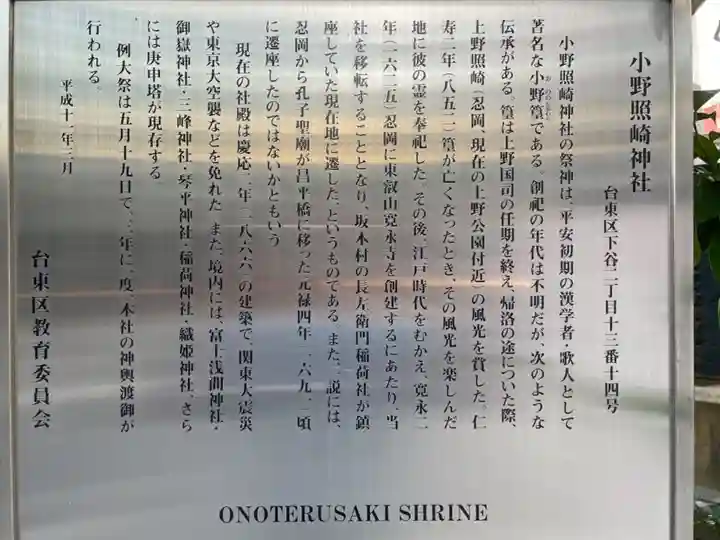 小野照崎神社
台東区下谷二丁目十三番十四号
小野照崎神社の祭神は、平安初期の漢学者・歌人として
著名な小野篁である。創祀の年代は不明だが、次のような
伝承がある。篁は上野国司の任期を終え、帰洛の途についた際、
上野照崎（忍岡、現在の上野公園付近）の風光を賞した。仁
寿二年（八五二）篁が亡くなったとき、その風光を楽しんだ
地に彼の霊を奉祀した。その後、江戸時代をむかえ、寛永二
年（一六二五）忍岡に東叡山寛永寺を創建するにあたり、当
社を移転することとなり、坂本村の長左衛門稲荷社が鎮
座していた現在地に遷した、というものである。また、一説には、
忍岡から孔子聖廟が昌平橋に移った元禄四年（一六九一）頃
に遷座したのではないかともいう
現在の社殿は慶応二年（一八六六）の建築で、関東大震災
や東京大空襲などを免れた。また、境内には、富士浅間神社・
御嶽神社・三峰神社・琴平神社・稲荷神社・織姫神社、さら
には庚申塔が現存する。
例大祭は五月十九日で、三年に一度、本社の神輿渡御が
行われる。
平成十一年三月
台東区教育委員会
ONOTERUSAKI SHRINE